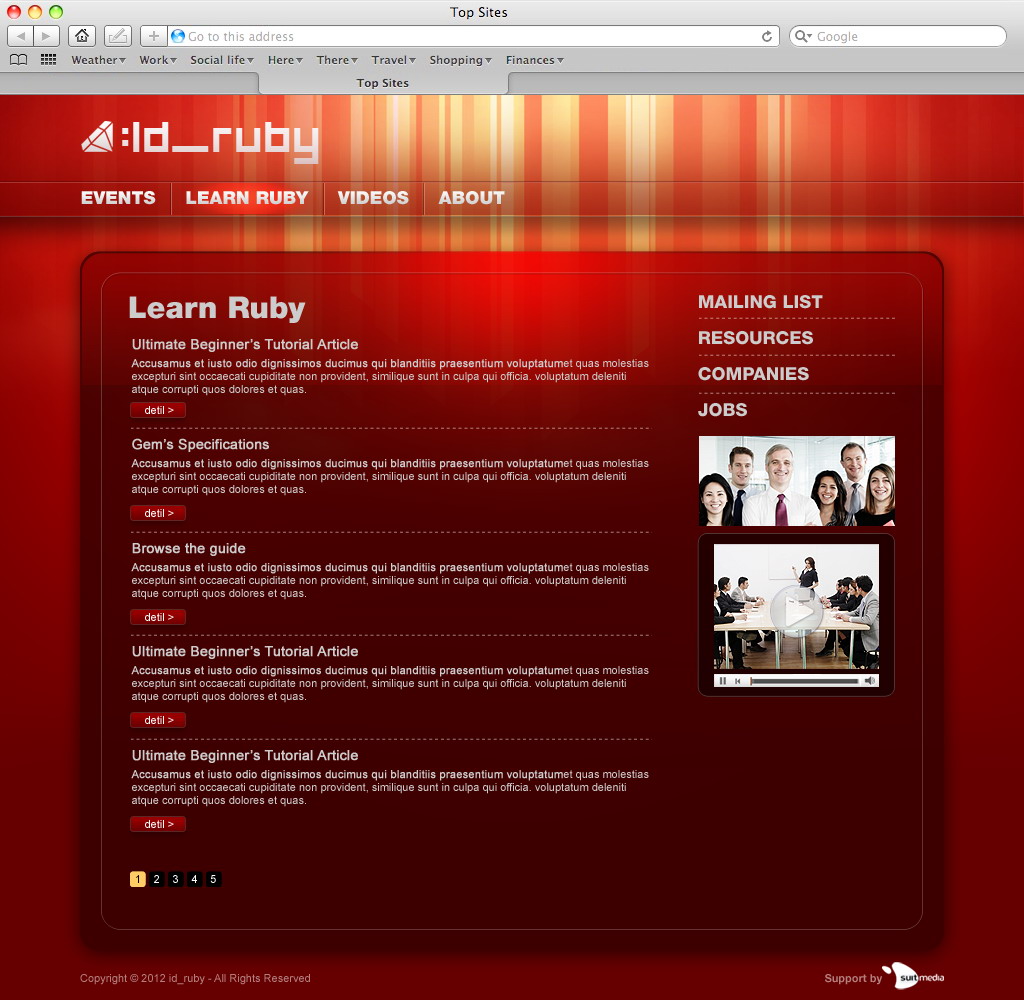 Top Sites
Go to this address
Google
Weather Work Social life Here There Travel Shopping Finances
Top Sites
:Id_ruby
EVENTS LEARN RUBY VIDEOS ABOUT
Learn Ruby
Ultimate Beginner's Tutorial Article
Accusamus et iusto odio dignissimos ducimus qui blanditiis praesentium voluptatumet quas molestias
excepturi sint occaecati cupiditate non provident, similique sunt in culpa qui officia. voluptatum deleniti
atque corrupti quos dolores et quas.
detil >
Gem's Specifications
Accusamus et iusto odio dignissimos ducimus qui blanditiis praesentium voluptatumet quas molestias
excepturi sint occaecati cupiditate non provident, similique sunt in culpa qui officia. voluptatum deleniti
atque corrupti quos dolores et quas.
detil >
Browse the guide
Accusamus et iusto odio dignissimos ducimus qui blanditiis praesentium voluptatumet quas molestias
excepturi sint occaecati cupiditate non provident, similique sunt in culpa qui officia. voluptatum deleniti
atque corrupti quos dolores et quas.
detil >
Ultimate Beginner's Tutorial Article
Accusamus et iusto odio dignissimos ducimus qui blanditiis praesentium voluptatumet quas molestias
excepturi sint occaecati cupiditate non provident, similique sunt in culpa qui officia. voluptatum deleniti
atque corrupti quos dolores et quas.
detil >
Ultimate Beginner's Tutorial Article
Accusamus et iusto odio dignissimos ducimus qui blanditiis praesentium voluptatumet quas molestias
excepturi sint occaecati cupiditate non provident, similique sunt in culpa qui officia. voluptatum deleniti
atque corrupti quos dolores et quas.
detil >
1 2 3 4 5
MAILING LIST
RESOURCES
COMPANIES
JOBS
Copyright © 2012 id_ruby - All Rights Reserved
Support by suitmedia